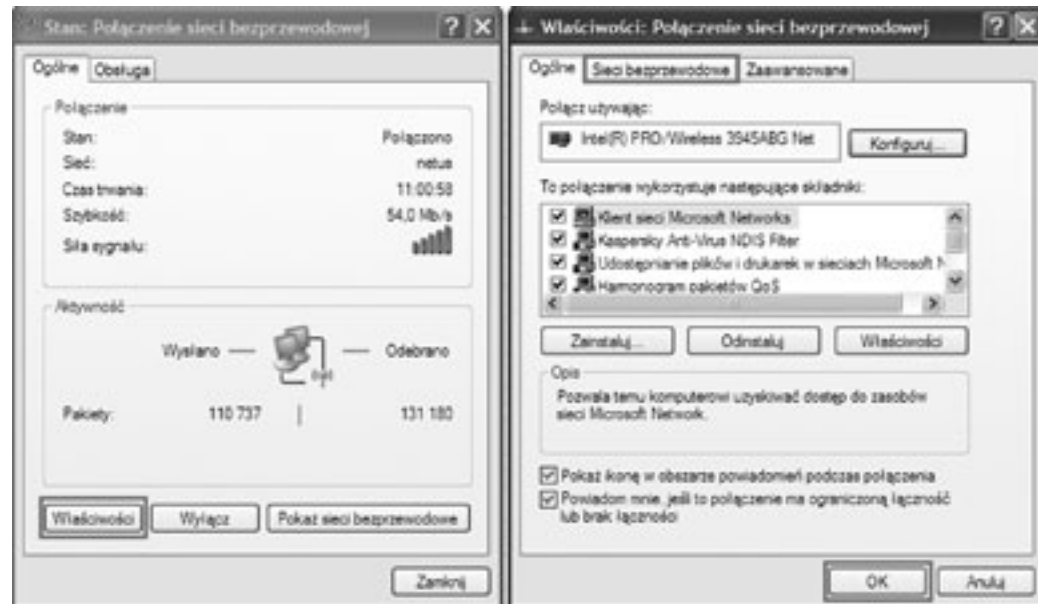 Stan: Połączenie sieci bezprzewodowej
Ogólne Obsługa
Połączenie
Stan: Połączono
Sieć: netus
Czas trwania: 11:00:58
Szybkość: 54,0 Mb/s
Siła sygnału:
Aktywność
Wysłano — — Odebrano
Pakiety: 110 737 | 131 180
Właściwości Wyłącz Pokaż sieci bezprzewodowe
Zamknij
Właściwości: Połączenie sieci bezprzewodowej
Ogólne Sieci bezprzewodowe Zaawansowane
Połącz używając:
Intel(R) PRO/Wireless 3945ABG Net Konfiguruj...
To połączenie wykorzystuje następujące składniki:
Klient sieci Microsoft Networks
Kaspersky Anti-Virus NDIS Filter
Udostępnianie plików i drukarek w sieciach Microsoft N
Harmonogram pakietów QoS
Zainstaluj... Odinstaluj Właściwości
Opis
Pozwala temu komputerowi uzyskiwać dostęp do zasobów
sieci Microsoft Network.
Pokaż ikonę w obszarze powiadomień podczas połączenia
Powiadom mnie, jeśli to połączenie ma ograniczoną łączność
lub brak łączności
OK Anuluj